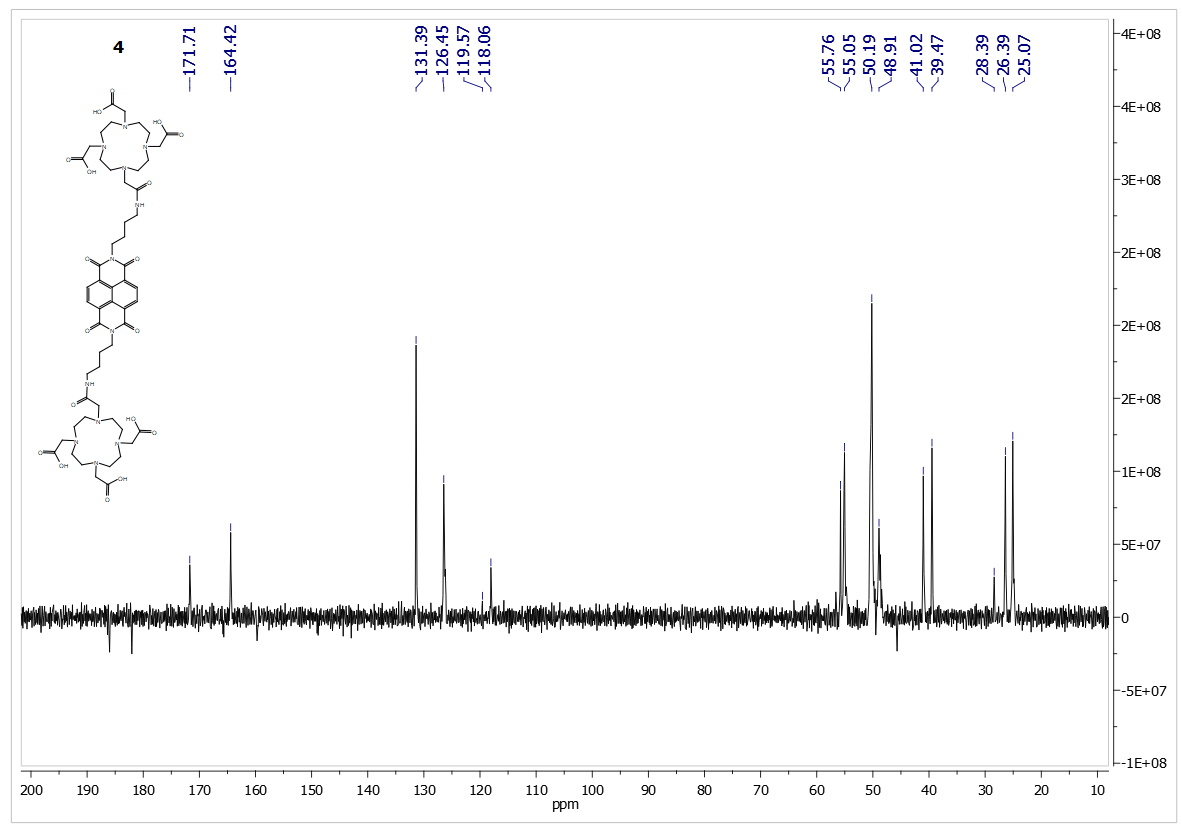 4
171.71
164.42
131.39
126.45
119.57
118.06
55.76
55.05
50.19
48.91
41.02
39.47
28.39
26.39
25.07
O
HO
N
HO
O
N
N
O
OH
N
O
NH
N
O
O
O
O
N
NH
O
N
HO
O
N
N
O
OH
N
OH
O
4E+08
4E+08
3E+08
2E+08
2E+08
2E+08
1E+08
5E+07
0
-5E+07
-1E+08
200 190 180 170 160 150 140 130 120 110 100 90 80 70 60 50 40 30 20 10
ppm